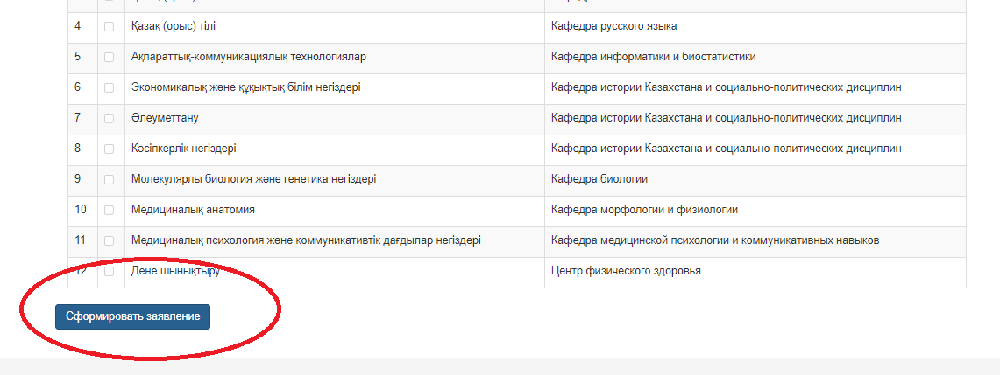 4 Қазақ (орыс) тілі Кафедра русского языка
5 Ақпараттық-коммуникациялық технологиялар Кафедра информатики и биостатистики
6 Экономикалық және құқықтық білім негіздері Кафедра истории Казахстана и социально-политических дисциплин
7 Әлеуметтану Кафедра истории Казахстана и социально-политических дисциплин
8 Кәсіпкерлік негіздері Кафедра истории Казахстана и социально-политических дисциплин
9 Молекулярлы биология және генетика негіздері Кафедра биологии
10 Медициналық анатомия Кафедра морфологии и физиологии
11 Медициналық психология және коммуникативтік дағдылар негіздері Кафедра медицинской психологии и коммуникативных навыков
12 Дене шынықтыру Центр физического здоровья
Сформировать заявление